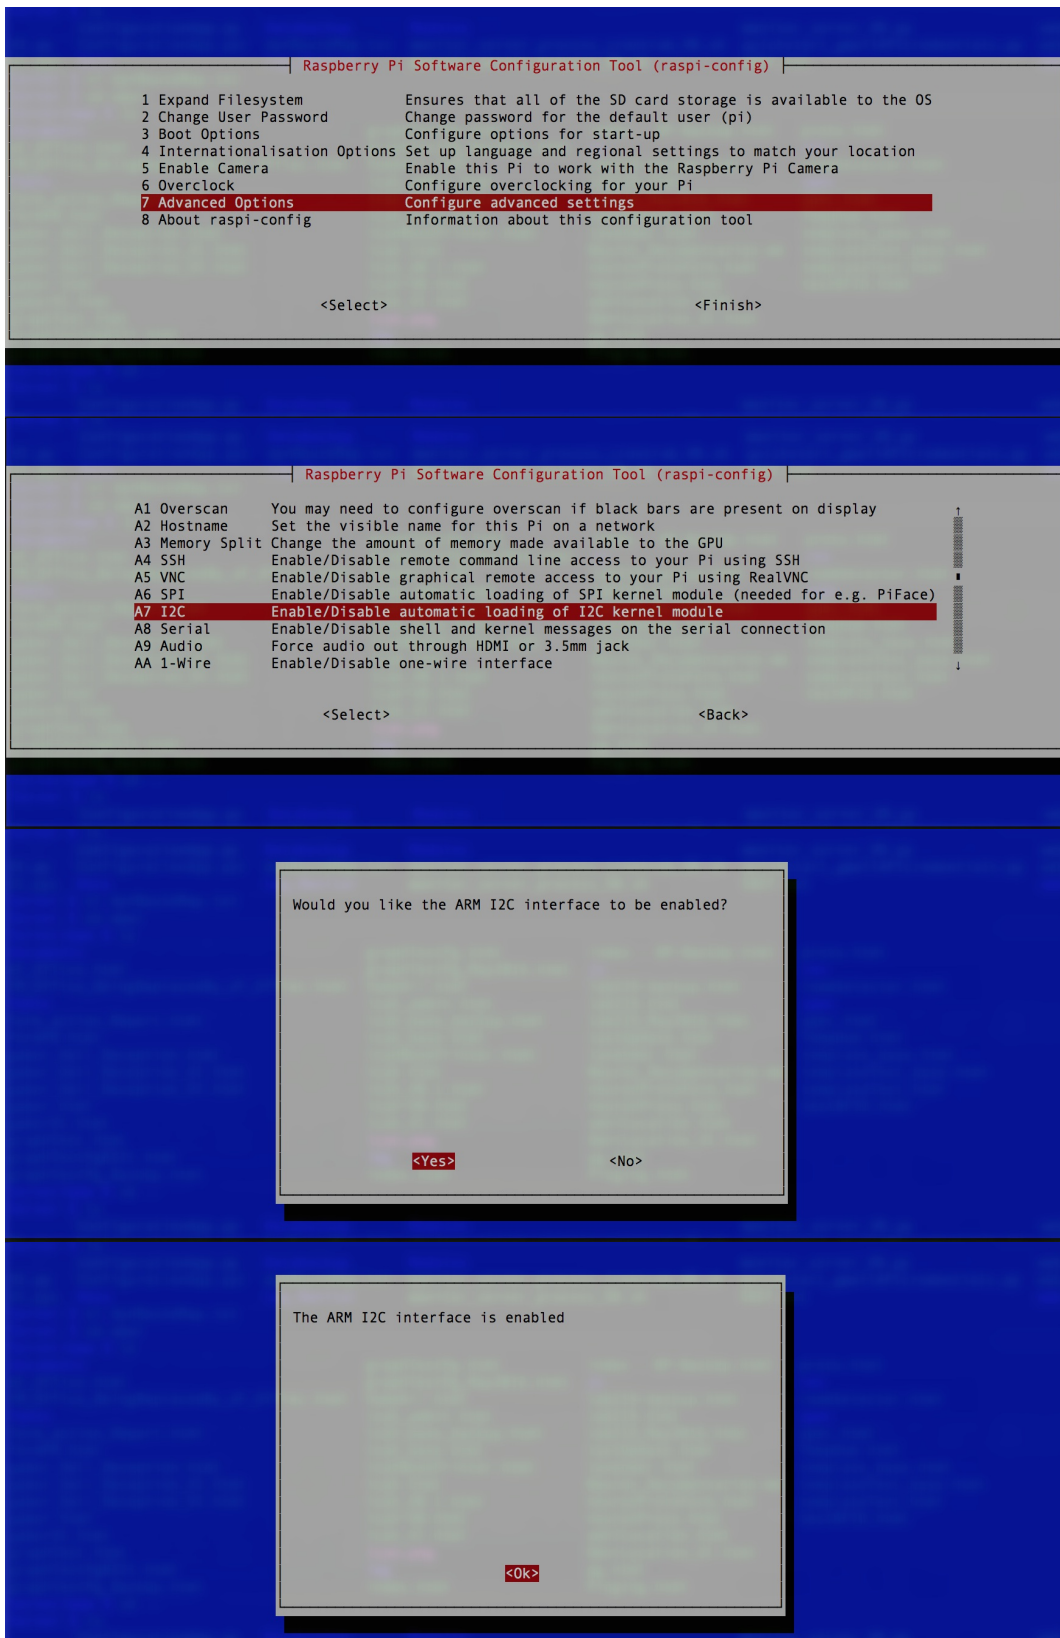 Raspberry Pi Software Configuration Tool (raspi-config)
1 Expand Filesystem Ensures that all of the SD card storage is available to the OS
2 Change User Password Change password for the default user (pi)
3 Boot Options Configure options for start-up
4 Internationalisation Options Set up language and regional settings to match your location
5 Enable Camera Enable this Pi to work with the Raspberry Pi Camera
6 Overclock Configure overclocking for your Pi
7 Advanced Options Configure advanced settings
8 About raspi-config Information about this configuration tool
<Select> <Finish>
Raspberry Pi Software Configuration Tool (raspi-config)
A1 Overscan You may need to configure overscan if black bars are present on display
A2 Hostname Set the visible name for this Pi on a network
A3 Memory Split Change the amount of memory made available to the GPU
A4 SSH Enable/Disable remote command line access to your Pi using SSH
A5 VNC Enable/Disable graphical remote access to your Pi using RealVNC
A6 SPI Enable/Disable automatic loading of SPI kernel module (needed for e.g. PiFace)
A7 I2C Enable/Disable automatic loading of I2C kernel module
A8 Serial Enable/Disable shell and kernel messages on the serial connection
A9 Audio Force audio out through HDMI or 3.5mm jack
AA 1-Wire Enable/Disable one-wire interface
<Select> <Back>
Would you like the ARM I2C interface to be enabled?
<Yes> <No>
The ARM I2C interface is enabled
<Ok>